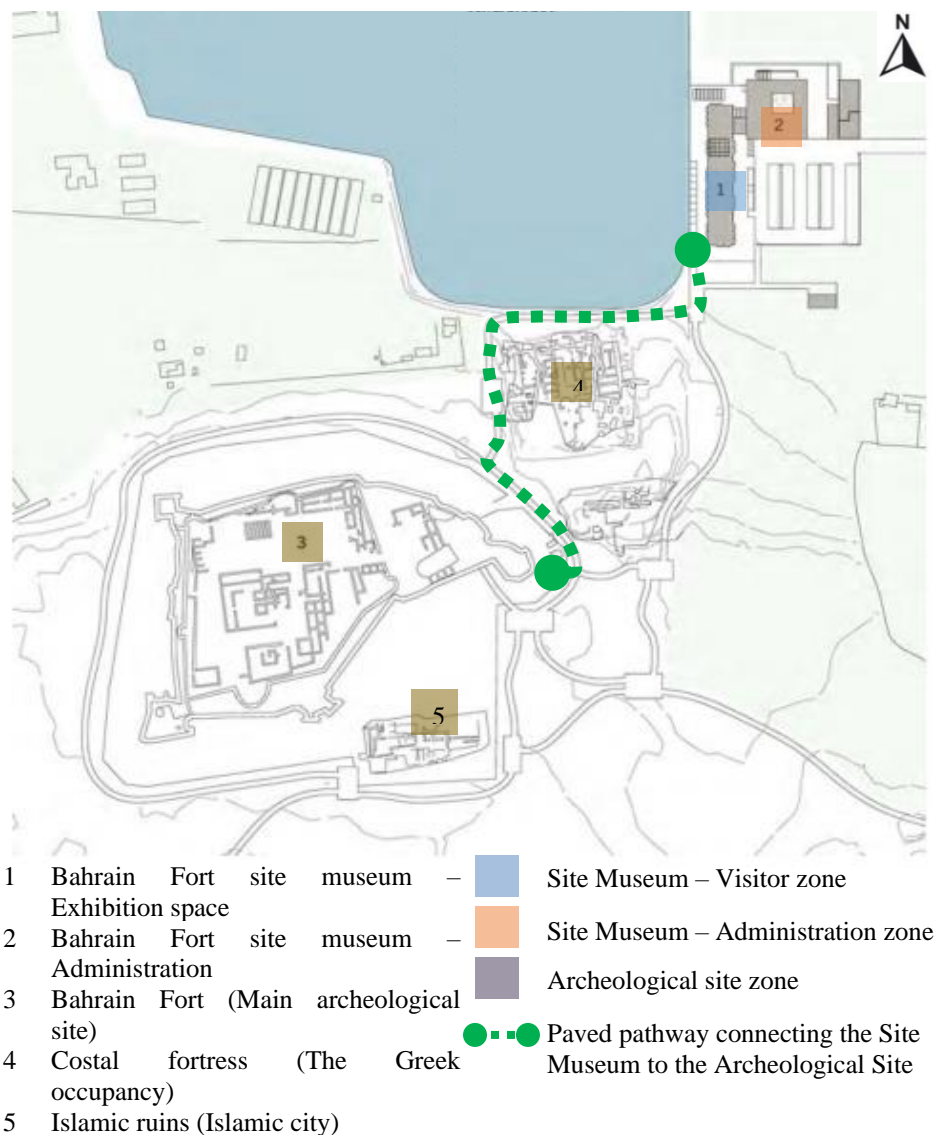 N
2
1
4
3
5
1 Bahrain Fort site museum –
Exhibition space
2 Bahrain Fort site museum –
Administration
3 Bahrain Fort (Main archeological
site)
4 Costal fortress (The Greek
occupancy)
5 Islamic ruins (Islamic city)
Site Museum – Visitor zone
Site Museum – Administration zone
Archeological site zone
Paved pathway connecting the Site
Museum to the Archeological Site